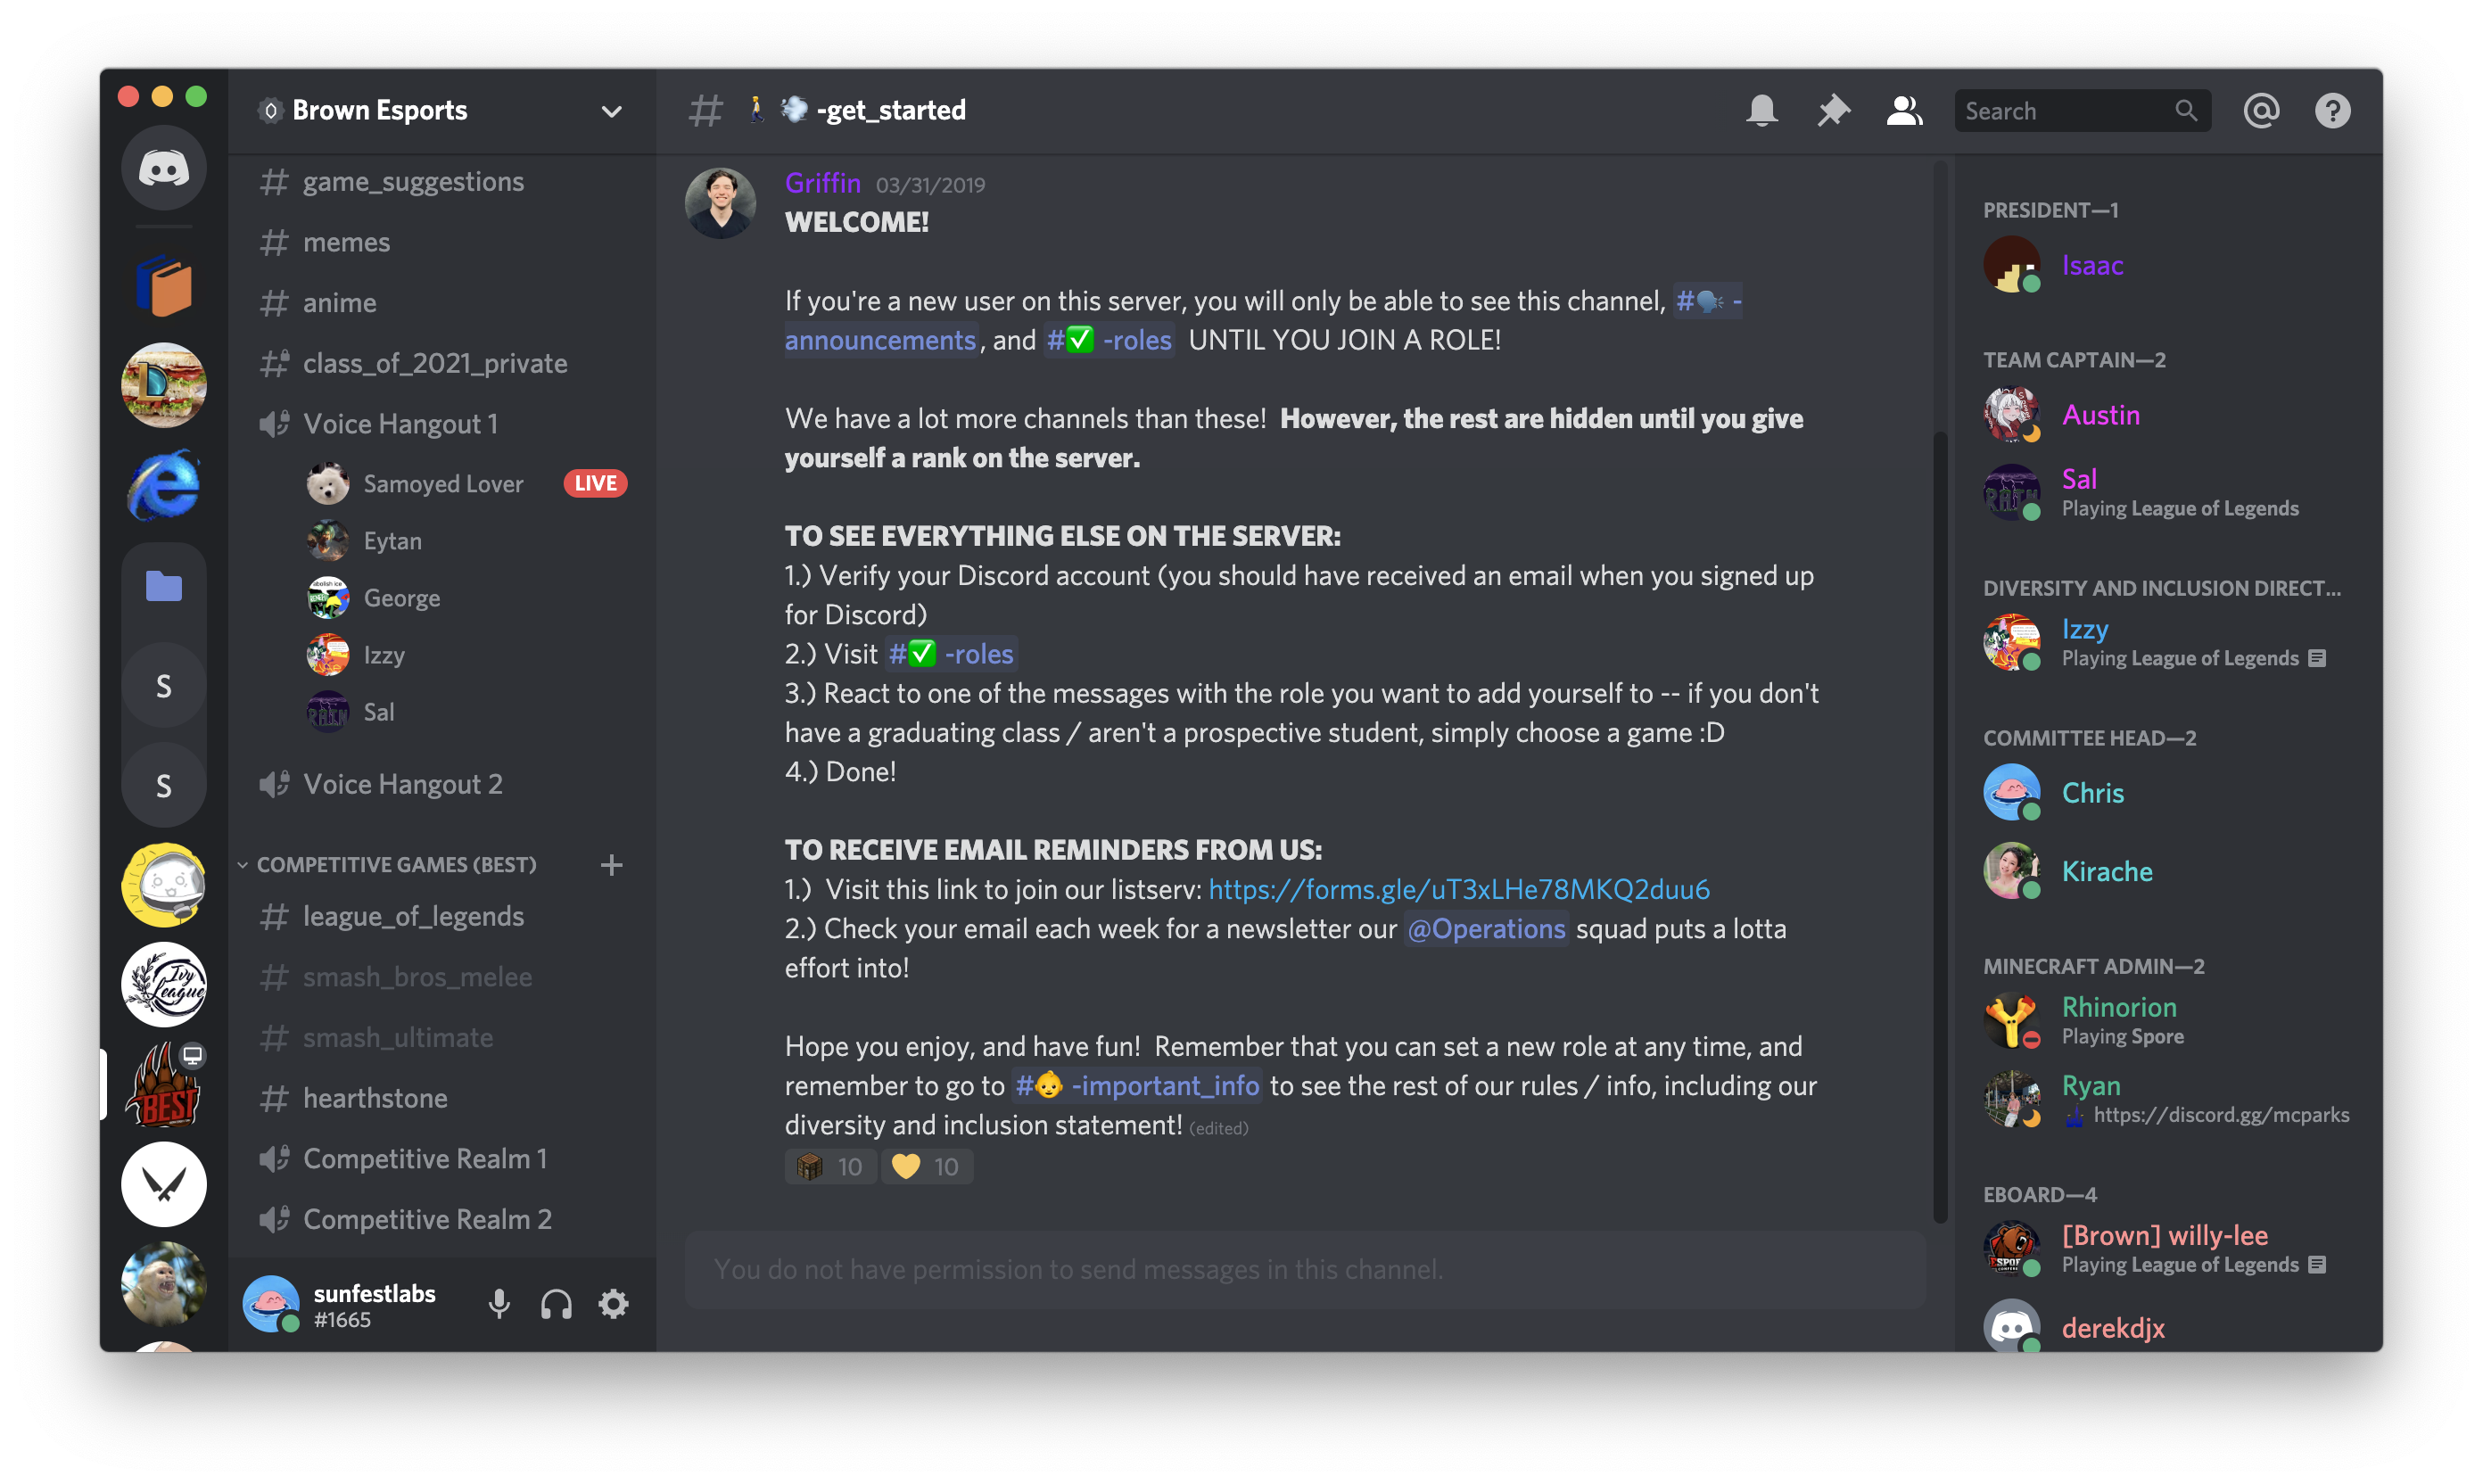 Brown Esports
game_suggestions
memes
anime
class_of_2021_private
Voice Hangout 1
Samoyed Lover LIVE
Eytan
George
Izzy
Sal
Voice Hangout 2
COMPETITIVE GAMES (BEST)
league_of_legends
smash_bros_melee
smash_ultimate
hearthstone
Competitive Realm 1
Competitive Realm 2
sunfestlabs
#1665
S
S
Ivy
League
BEST
# 🚶💨 -get_started
Search
Griffin 03/31/2019
WELCOME!
If you're a new user on this server, you will only be able to see this channel, #🗣 -
announcements, and #✅ -roles UNTIL YOU JOIN A ROLE!
We have a lot more channels than these! However, the rest are hidden until you give
yourself a rank on the server.
TO SEE EVERYTHING ELSE ON THE SERVER:
1.) Verify your Discord account (you should have received an email when you signed up
for Discord)
2.) Visit #✅ -roles
3.) React to one of the messages with the role you want to add yourself to -- if you don't
have a graduating class / aren't a prospective student, simply choose a game :D
4.) Done!
TO RECEIVE EMAIL REMINDERS FROM US:
1.) Visit this link to join our listserv: https://forms.gle/uT3xLHe78MKQ2duu6
2.) Check your email each week for a newsletter our @Operations squad puts a lotta
effort into!
Hope you enjoy, and have fun! Remember that you can set a new role at any time, and
remember to go to #👶 -important_info to see the rest of our rules / info, including our
diversity and inclusion statement! (edited)
10 10
You do not have permission to send messages in this channel.
PRESIDENT—1
Isaac
TEAM CAPTAIN—2
Austin
Sal
Playing League of Legends
DIVERSITY AND INCLUSION DIRECT...
Izzy
Playing League of Legends
COMMITTEE HEAD—2
Chris
Kirache
MINECRAFT ADMIN—2
Rhinorion
Playing Spore
Ryan
https://discord.gg/mcparks
EBOARD—4
[Brown] willy-lee
Playing League of Legends
derekdjx